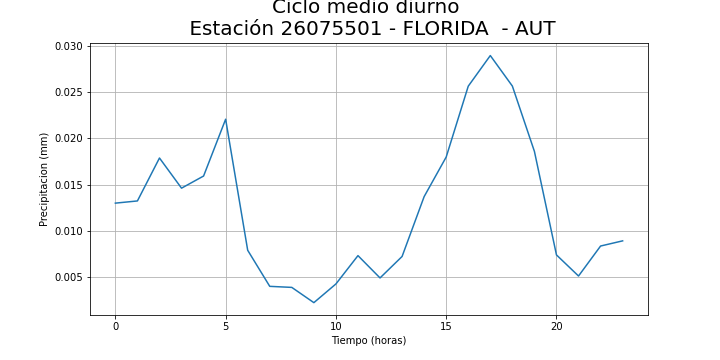 Ciclo medio diurno
Estación 26075501 - FLORIDA  - AUT
0.030
0.025
0.020
0.015
0.010
0.005
Precipitacion (mm)
0 5 10 15 20
Tiempo (horas)